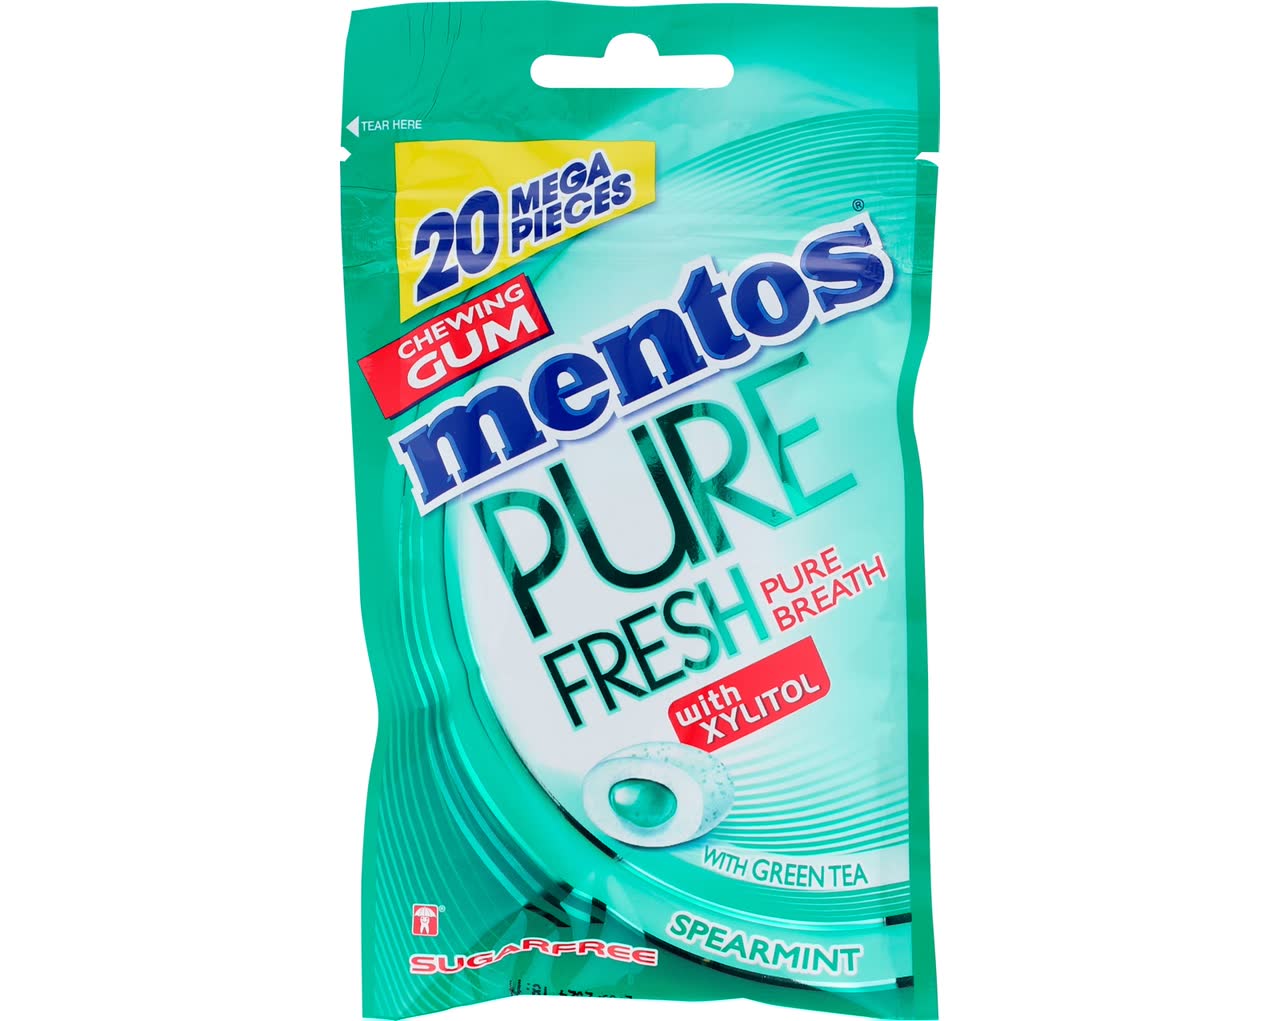 TEAR HERE
20 MEGA
PIECES
CHEWING
GUM
mentos®
PURE
FRESH
PURE
BREATH
with
XYLITOL
WITH GREEN TEA
SPEARMINT
SUGARFREE